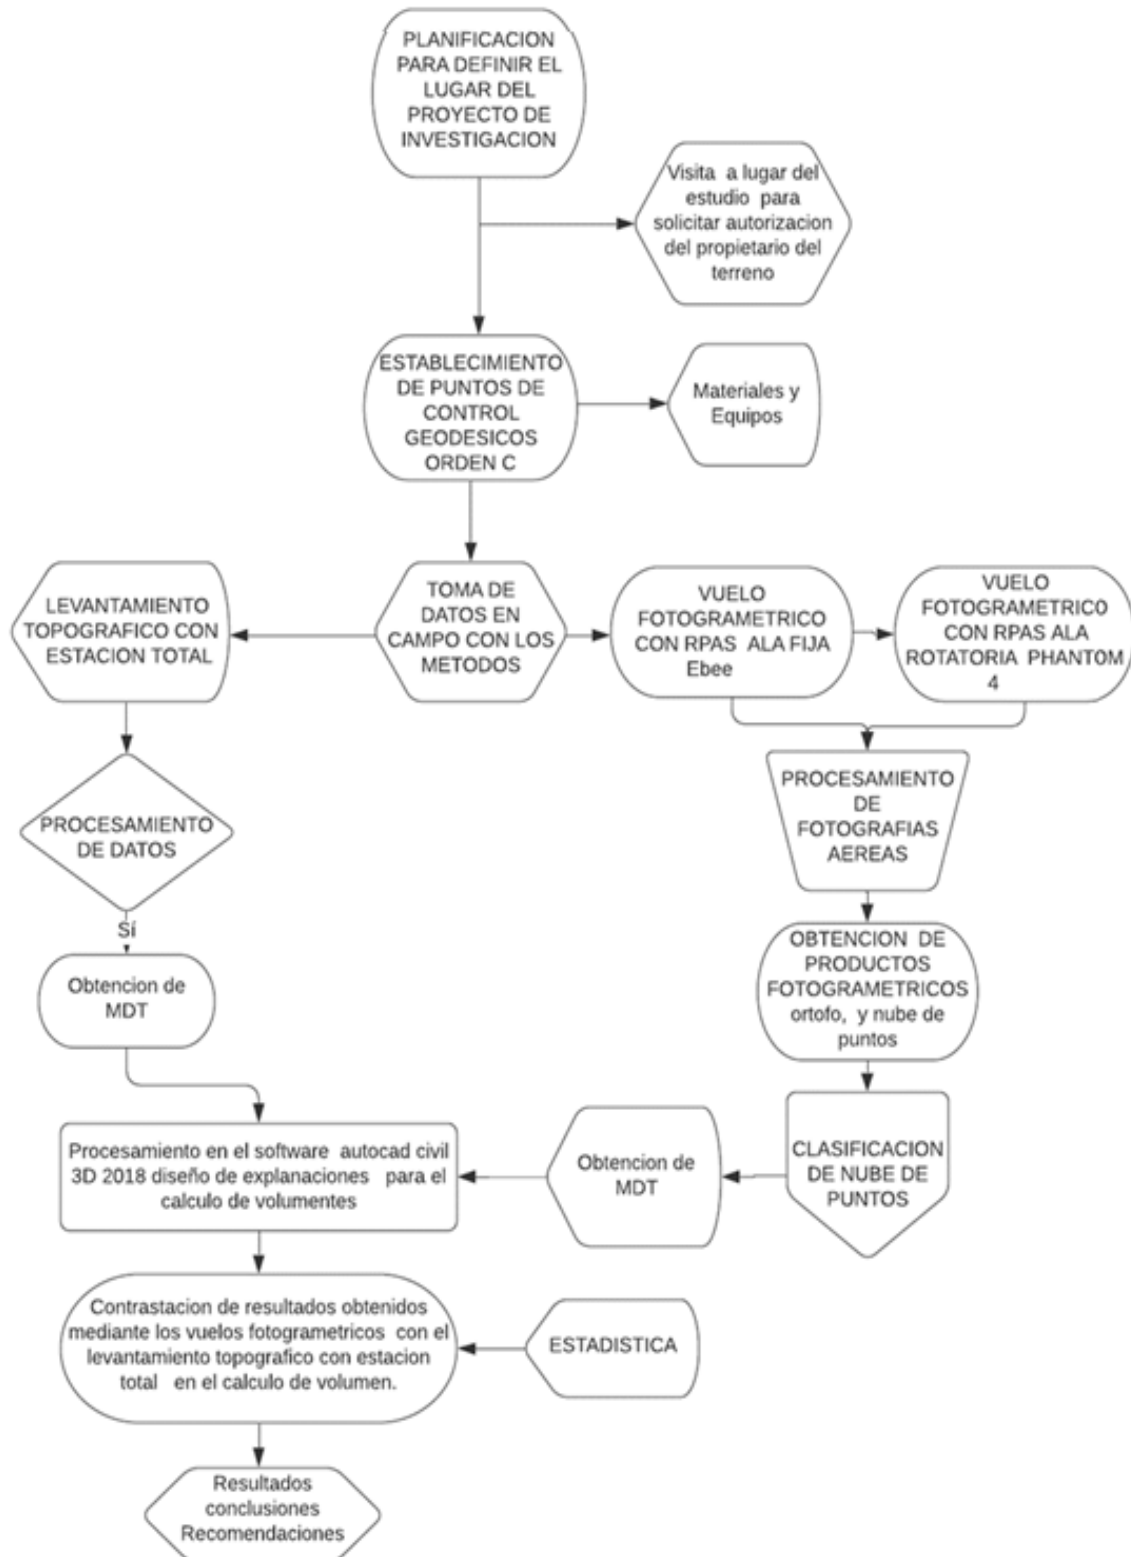 PLANIFICACION
PARA DEFINIR EL
LUGAR DEL
PROYECTO DE
INVESTIGACION
Visita a lugar del
estudio para
solicitar autorizacion
del propietario del
terreno
ESTABLECIMIENTO
DE PUNTOS DE
CONTROL
GEODESICOS
ORDEN C
Materiales y
Equipos
LEVANTAMIENTO
TOPOGRAFICO CON
ESTACION TOTAL
TOMA DE
DATOS EN
CAMPO CON LOS
METODOS
VUELO
FOTOGRAMETRICO
CON RPAS ALA FIJA
Ebee
VUELO
FOTOGRAMETRICO
CON RPAS ALA
ROTATORIA PHANTOM
4
PROCESAMIENTO
DE DATOS
Sí
Obtencion de
MDT
PROCESAMIENTO
DE
FOTOGRAFIAS
AEREAS
OBTENCION DE
PRODUCTOS
FOTOGRAMETRICOS
ortofo, y nube de
puntos
CLASIFICACION
DE NUBE DE
PUNTOS
Obtencion de
MDT
Procesamiento en el software autocad civil
3D 2018 diseño de explanaciones para el
calculo de volumentes
Contrastacion de resultados obtenidos
mediante los vuelos fotogrametricos con el
levantamiento topografico con estacion
total en el calculo de volumen.
ESTADISTICA
Resultados
conclusiones
Recomendaciones